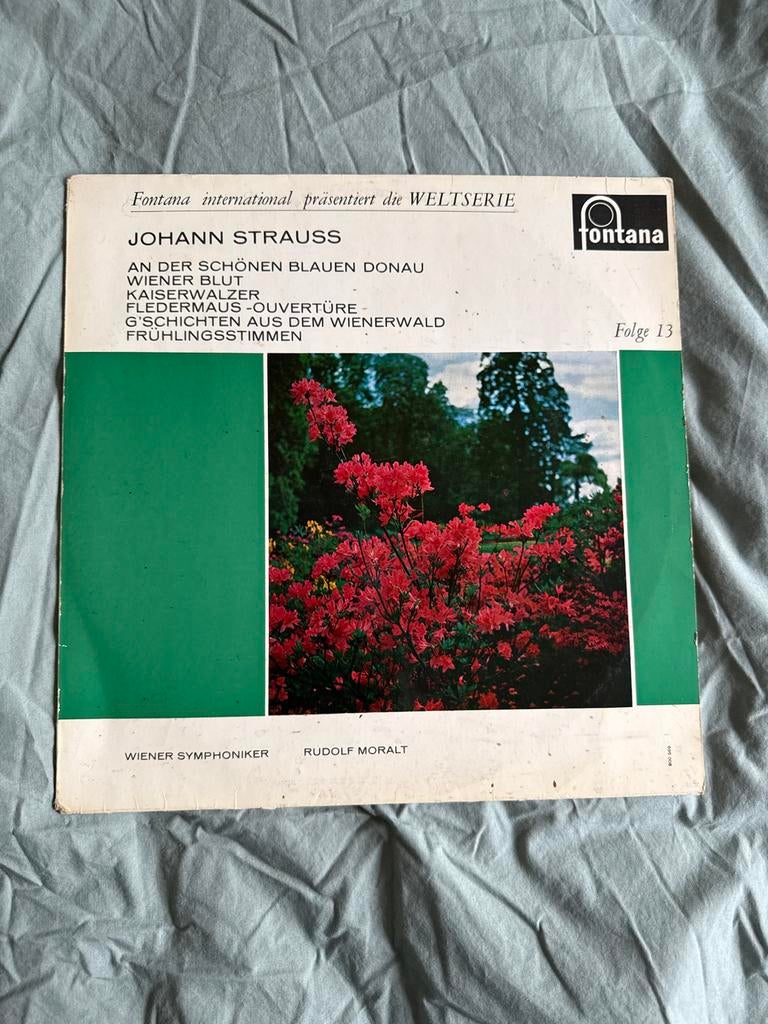 Fontana international präsentiert die WELTSERIE
fontana
JOHANN STRAUSS
AN DER SCHÖNEN BLAUEN DONAU
WIENER BLUT
KAISERWALZER
FLEDERMAUS-OUVERTÜRE
G'SCHICHTEN AUS DEM WIENERWALD
FRÜHLINGSSTIMMEN
Folge 13
WIENER SYMPHONIKER RUDOLF MORALT